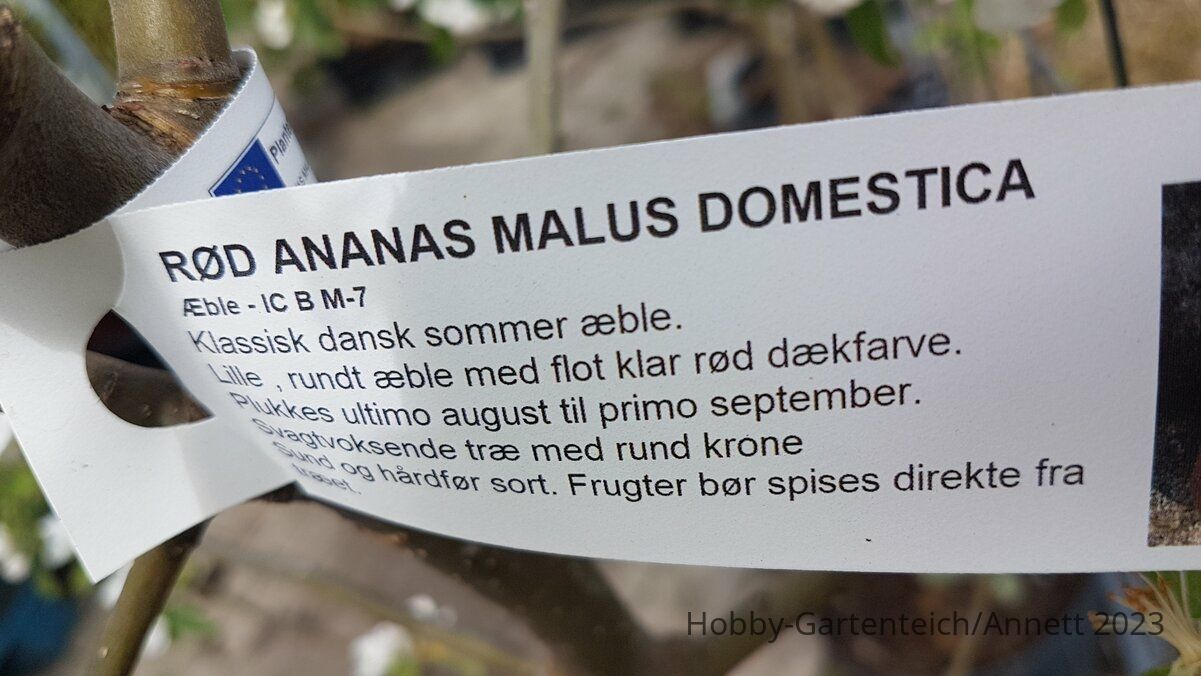 RØD ANANAS MALUS DOMESTICA
Æble - IC B M-7
Klassisk dansk sommer æble.
Lille , rundt æble med flot klar rød dækfarve.
Plukkes ultimo august til primo september.
Svagtvoksende træ med rund krone
Sund og hårdfør sort. Frugter bør spises direkte fra
træet.
Hobby-Gartenteich/Annett 2023